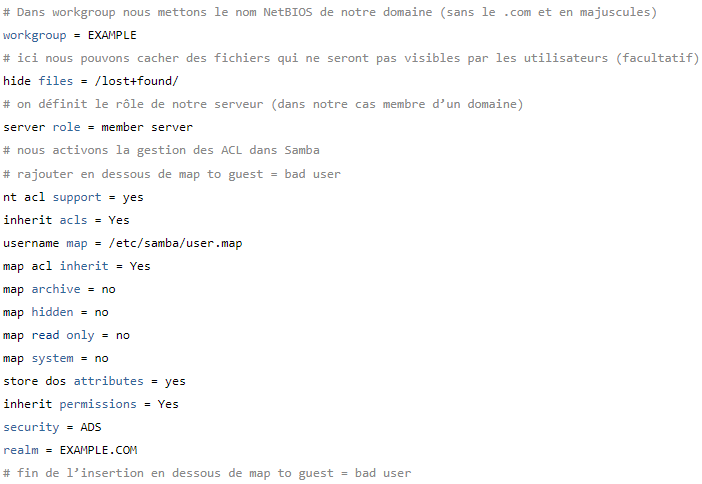 # Dans workgroup nous mettons le nom NetBIOS de notre domaine (sans le .com et en majuscules)
workgroup = EXAMPLE
# ici nous pouvons cacher des fichiers qui ne seront pas visibles par les utilisateurs (facultatif)
hide files = /lost+found/
# on définit le rôle de notre serveur (dans notre cas membre d’un domaine)
server role = member server
# nous activons la gestion des ACL dans Samba
# rajouter en dessous de map to guest = bad user
nt acl support = yes
inherit acls = Yes
username map = /etc/samba/user.map
map acl inherit = Yes
map archive = no
map hidden = no
map read only = no
map system = no
store dos attributes = yes
inherit permissions = Yes
security = ADS
realm = EXAMPLE.COM
# fin de l’insertion en dessous de map to guest = bad user